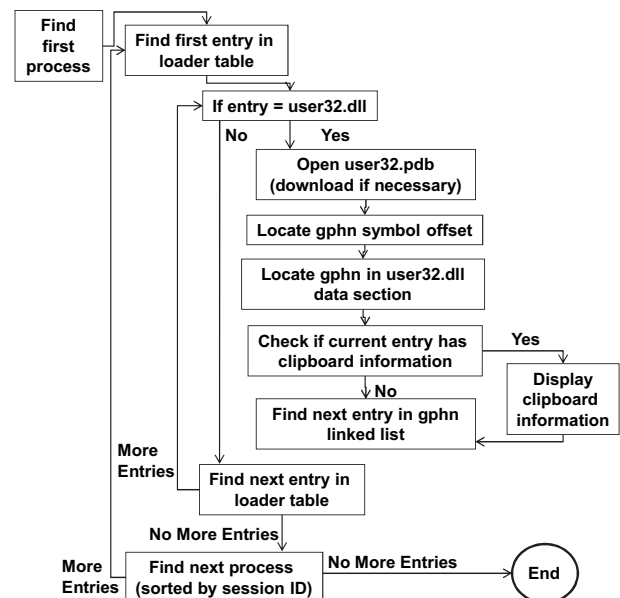 Find
first
process
Find first entry in
loader table
If entry = user32.dll
No
Yes
Open user32.pdb
(download if necessary)
Locate gphn symbol offset
Locate gphn in user32.dll
data section
Check if current entry has
clipboard information
Yes
No
Display
clipboard
information
Find next entry in gphn
linked list
More
Entries
Find next entry in
loader table
No More Entries
More
Entries
Find next process
(sorted by session ID)
No More Entries
End